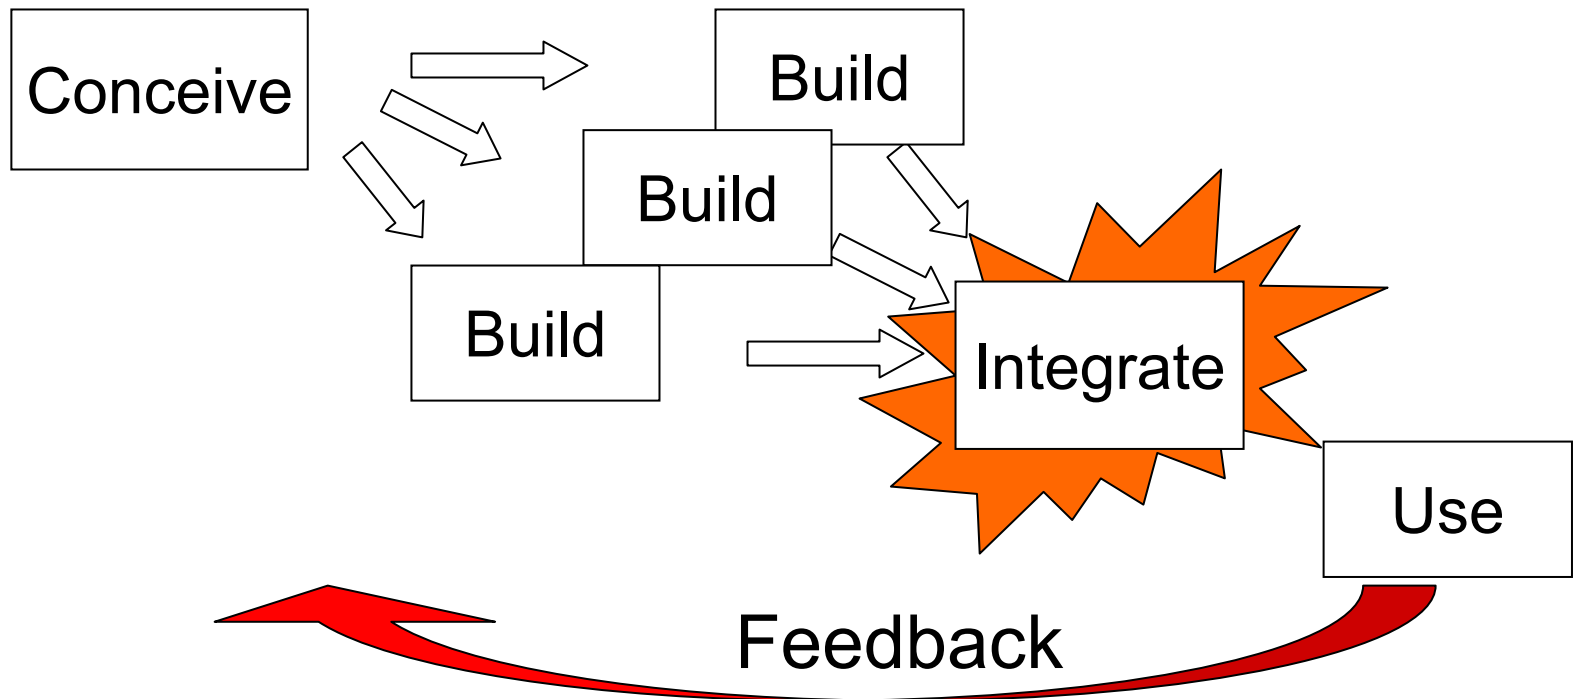 Conceive
Build
Build
Build
Integrate
Use
Feedback